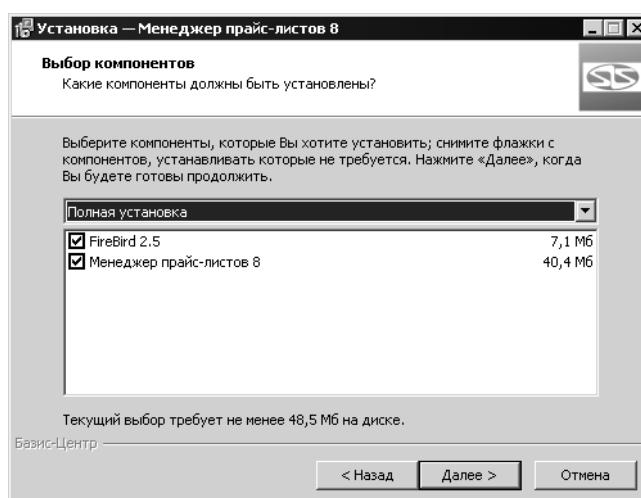 Установка — Менеджер прайс-листов 8
Выбор компонентов
Какие компоненты должны быть установлены?
Выберите компоненты, которые Вы хотите установить; снимите флажки с
компонентов, устанавливать которые не требуется. Нажмите «Далее», когда
Вы будете готовы продолжить.
Полная установка
FireBird 2.5 7,1 Мб
Менеджер прайс-листов 8 40,4 Мб
Текущий выбор требует не менее 48,5 Мб на диске.
Базис-Центр
< Назад Далее > Отмена